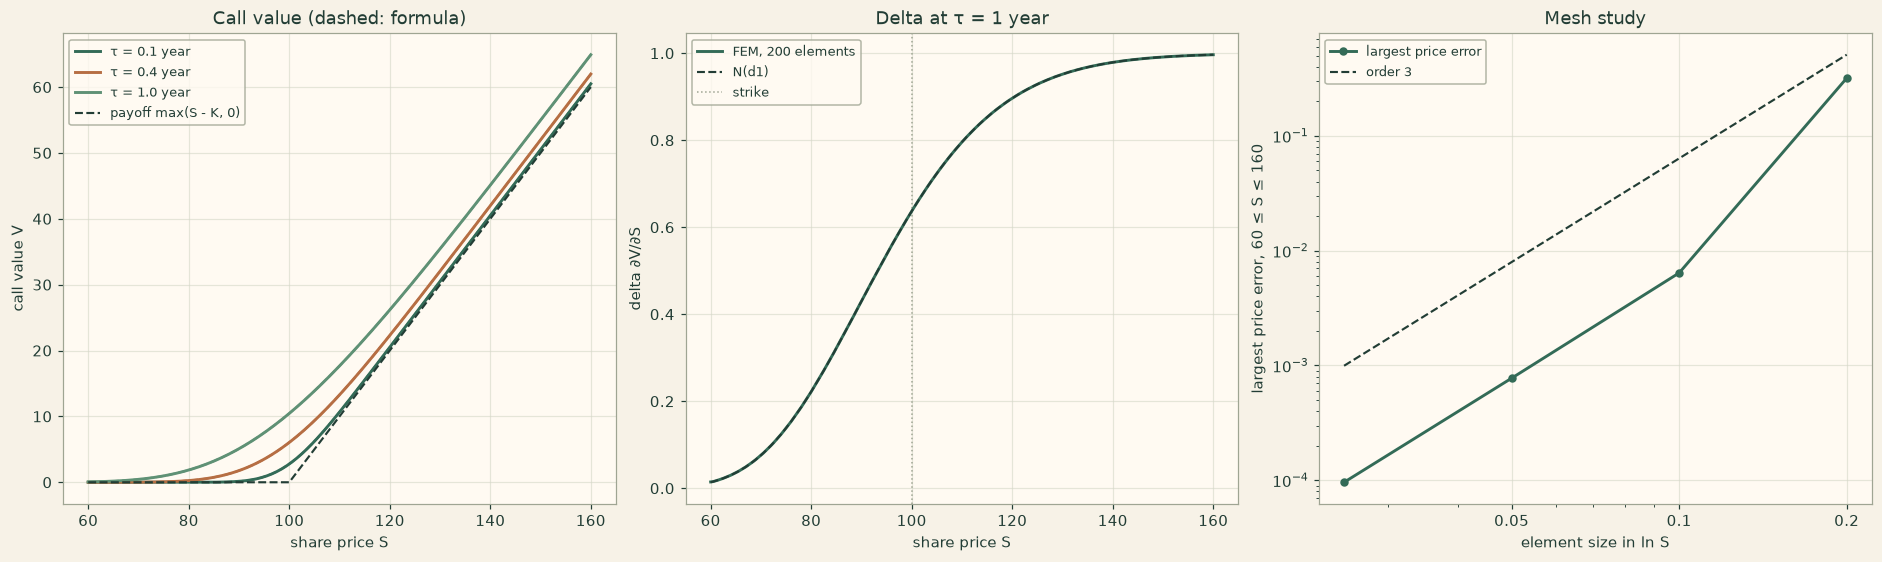 Call value (dashed: formula)
τ = 0.1 year
τ = 0.4 year
τ = 1.0 year
payoff max(S - K, 0)
call value V
60
50
40
30
20
10
0
60 80 100 120 140 160
share price S
Delta at τ = 1 year
FEM, 200 elements
N(d1)
strike
delta ∂V/∂S
1.0
0.8
0.6
0.4
0.2
0.0
60 80 100 120 140 160
share price S
Mesh study
largest price error
order 3
largest price error, 60 ≤ S ≤ 160
10⁻¹
10⁻²
10⁻³
10⁻⁴
0.05 0.1 0.2
element size in ln S